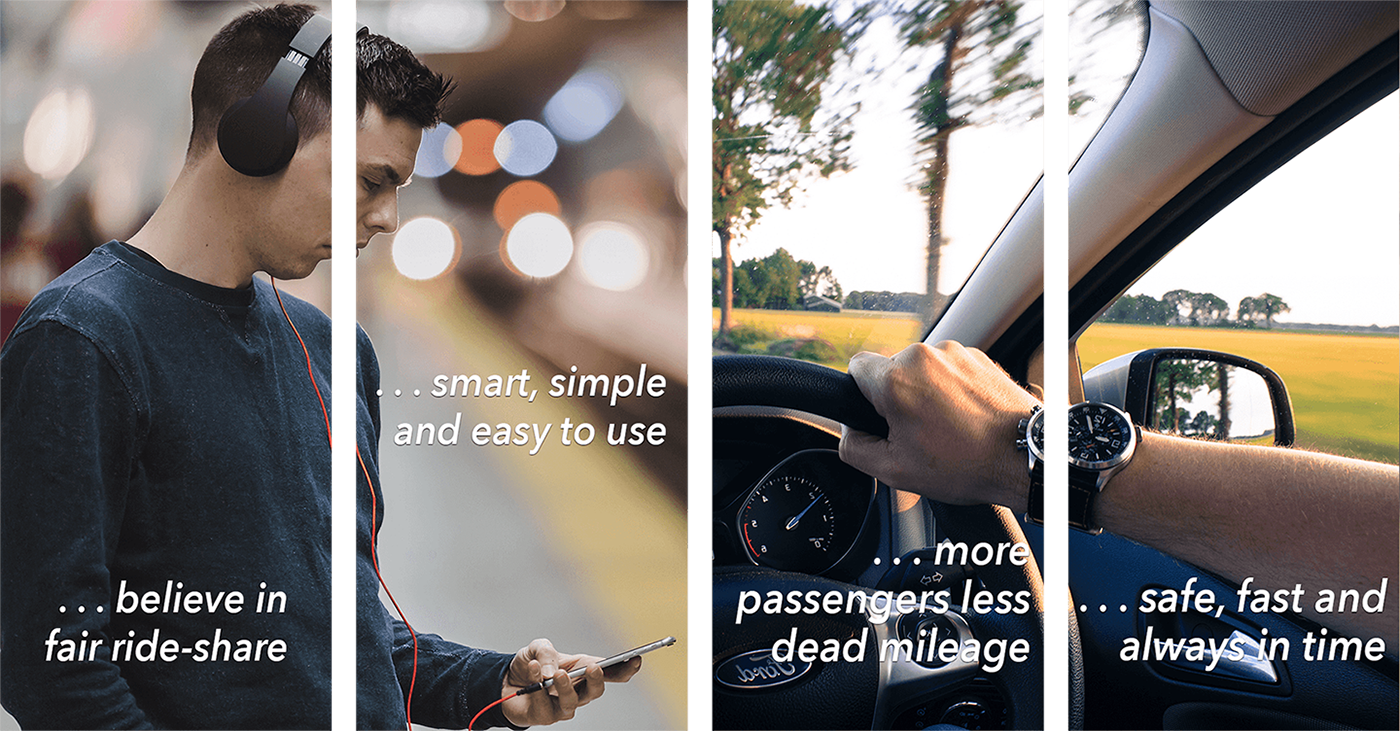 . . . believe in
fair ride-share
. . . smart, simple
and easy to use
. . . more
passengers less
dead mileage
. . . safe, fast and
always in time
Ford